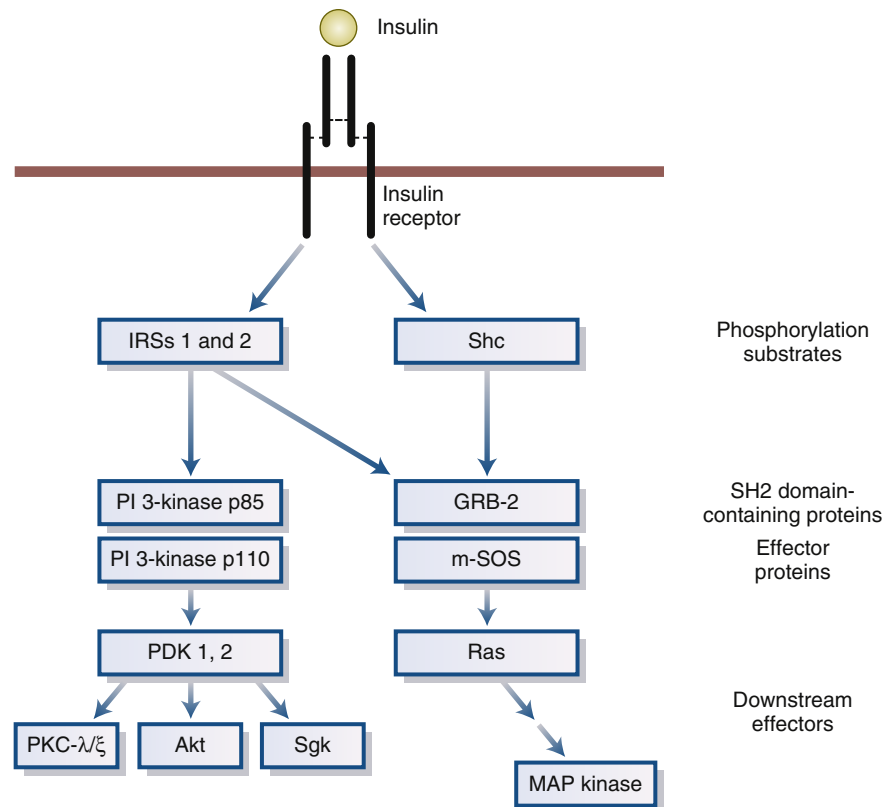 Insulin
Insulin
receptor
IRSs 1 and 2
Shc
Phosphorylation
substrates
PI 3-kinase p85
GRB-2
SH2 domain-
containing proteins
PI 3-kinase p110
m-SOS
Effector
proteins
PDK 1, 2
Ras
Downstream
effectors
PKC-λ/ξ
Akt
Sgk
MAP kinase